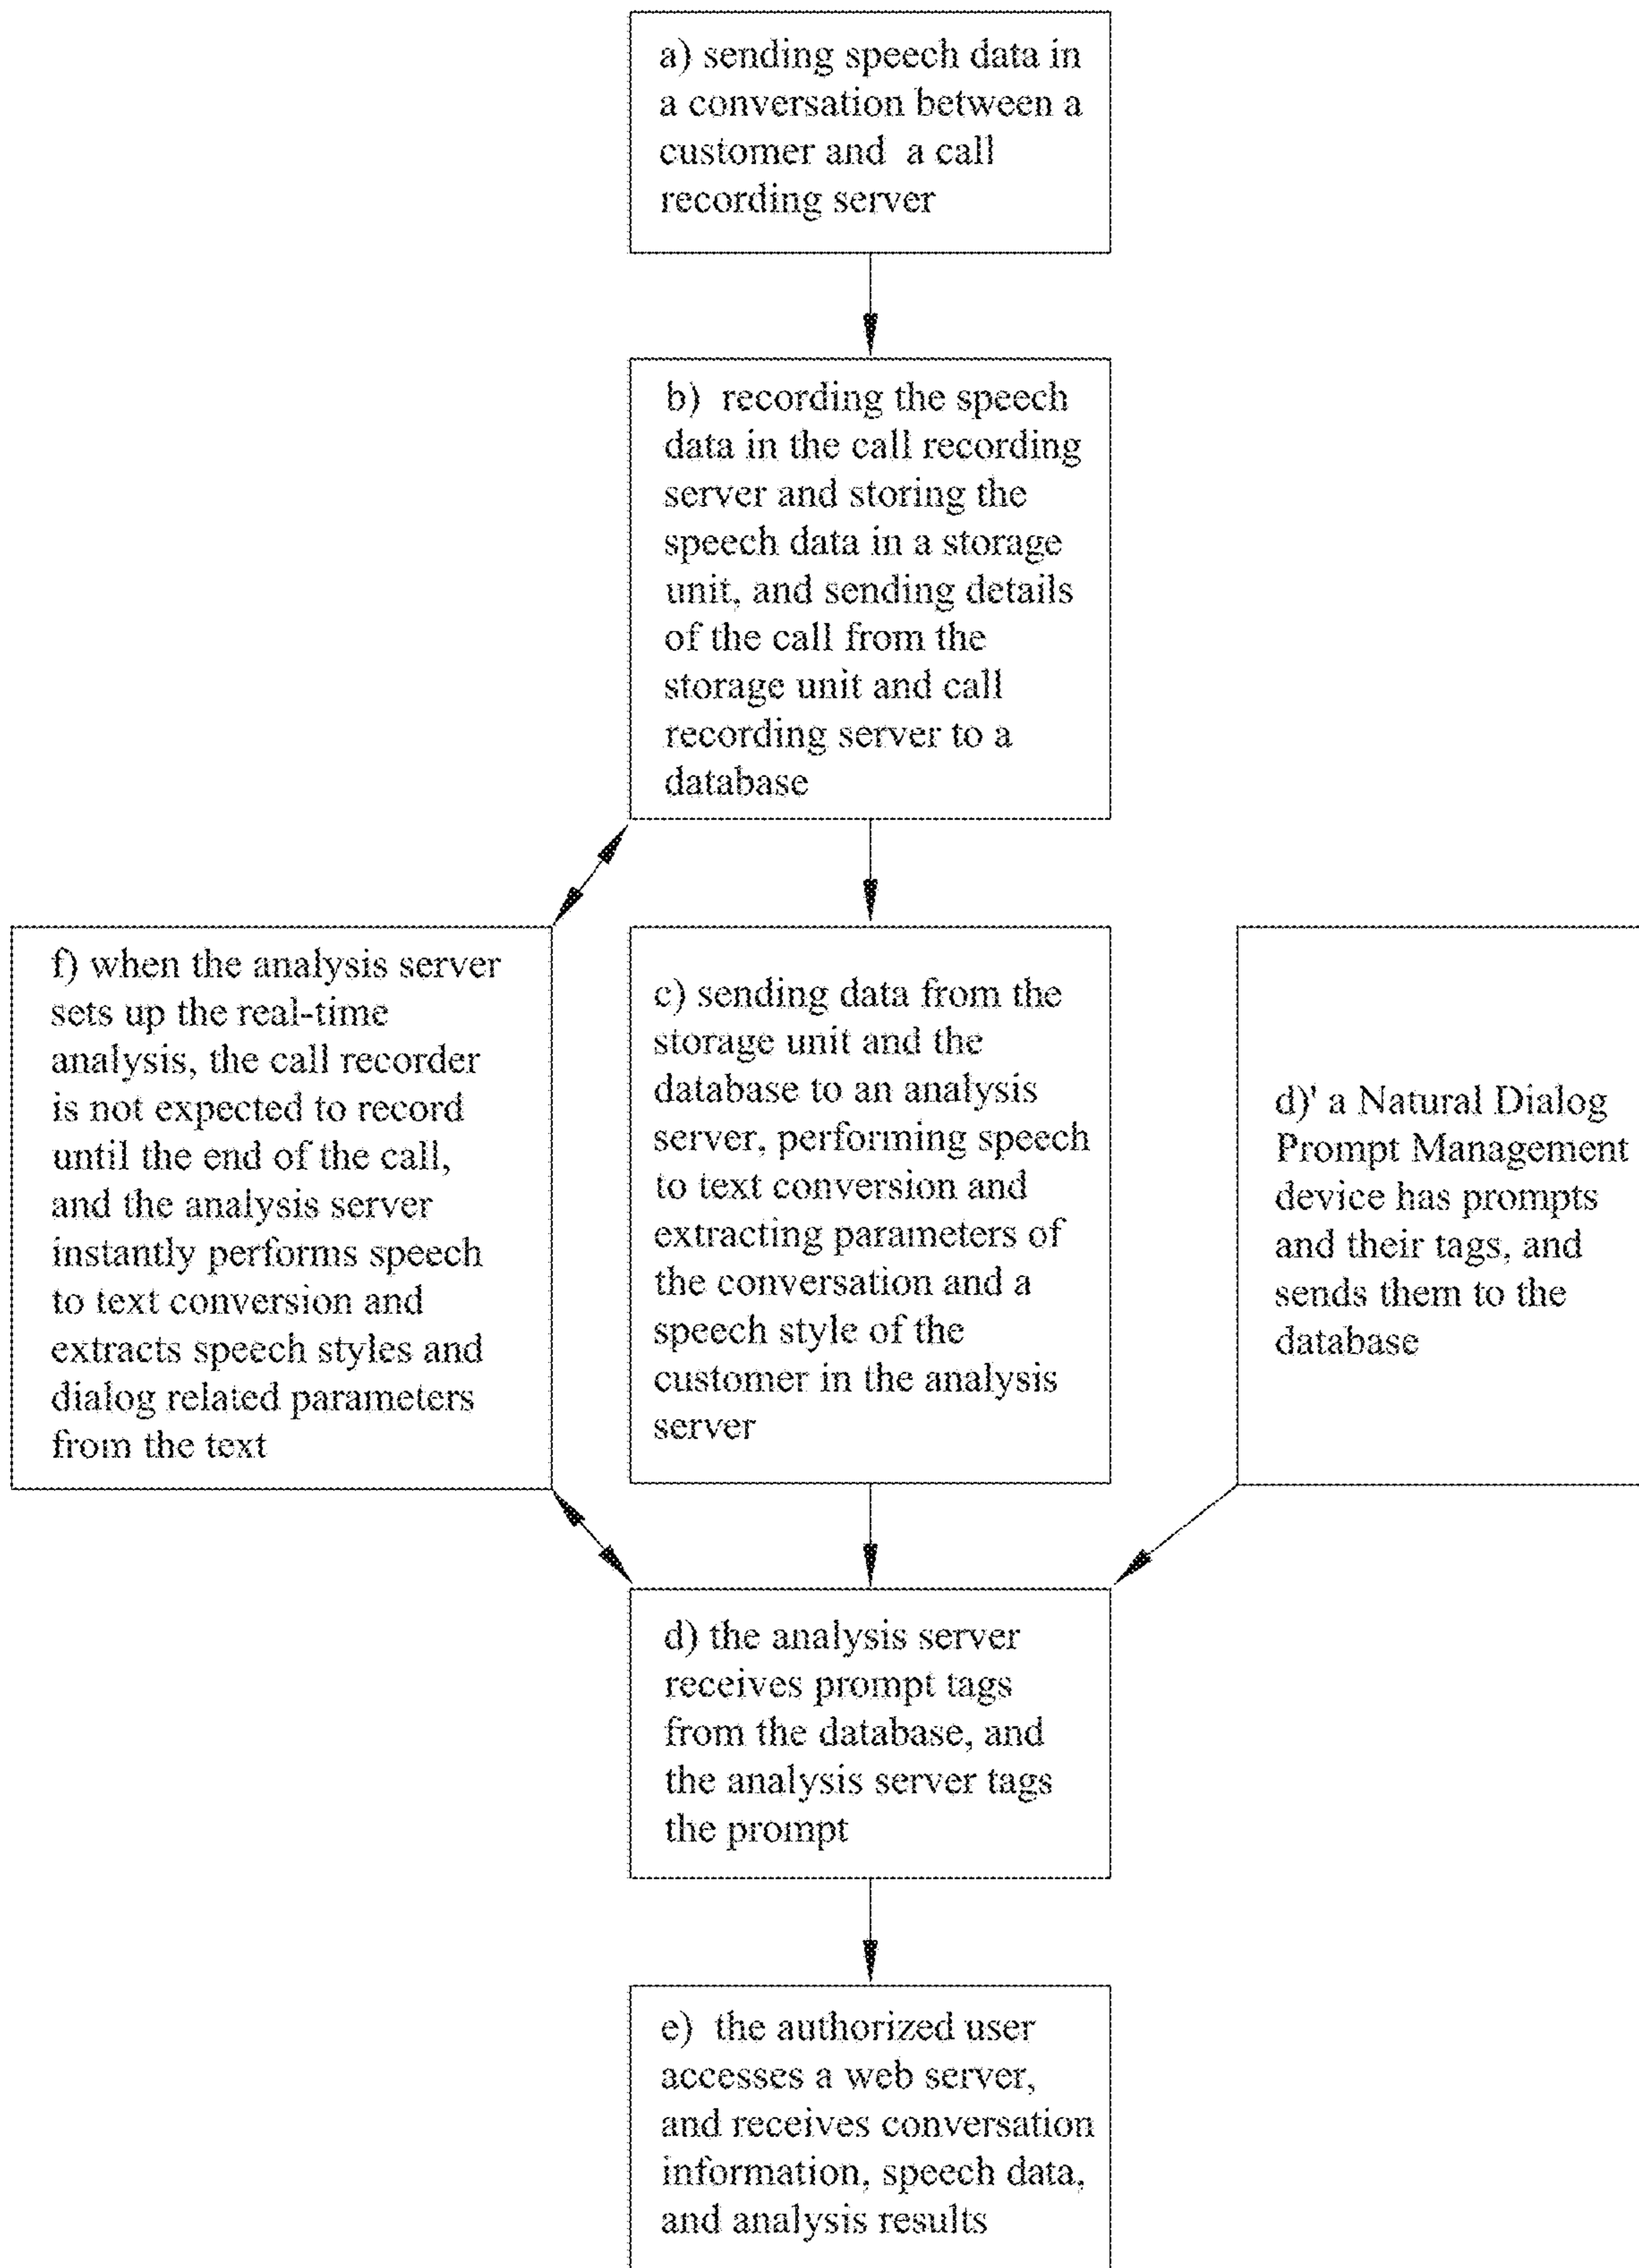 a) sending speech data in
a conversation between a
customer and a call
recording server
b) recording the speech
data in the call recording
server and storing the
speech data in a storage
unit, and sending details
of the call from the
storage unit and call
recording server to a
database
f) when the analysis server
sets up the real-time
analysis, the call recorder
is not expected to record
until the end of the call,
and the analysis server
instantly performs speech
to text conversion and
extracts speech styles and
dialog related parameters
from the text
c) sending data from the
storage unit and the
database to an analysis
server, performing speech
to text conversion and
extracting parameters of
the conversation and a
speech style of the
customer in the analysis
server
d)' a Natural Dialog
Prompt Management
device has prompts
and their tags, and
sends them to the
database
d) the analysis server
receives prompt tags
from the database, and
the analysis server tags
the prompt
e) the authorized user
accesses a web server,
and receives conversation
information, speech data,
and analysis results